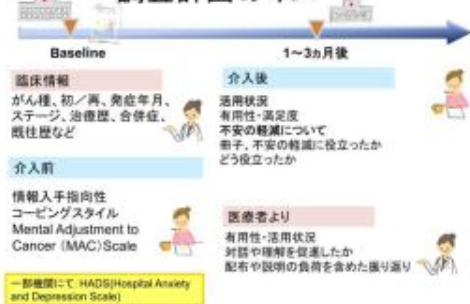 Baseline
1～3ヵ月後
臨床情報
がん種、初／再、発症年月、
ステージ、治療歴、合併症、
既往歴など
介入前
情報入手指向性
コーピングスタイル
Mental Adjustment to
Cancer (MAC)Scale
一部機関にて：HADS(Hospital Anxiety
and Depression Scale)
介入後
活用状況
有用性・満足度
不安の軽減について
冊子、不安の軽減に役立ったか
どう役立ったか
医療者より
有用性・活用状況
対話や理解を促進したか
配布や説明の負荷を含めた振り返り